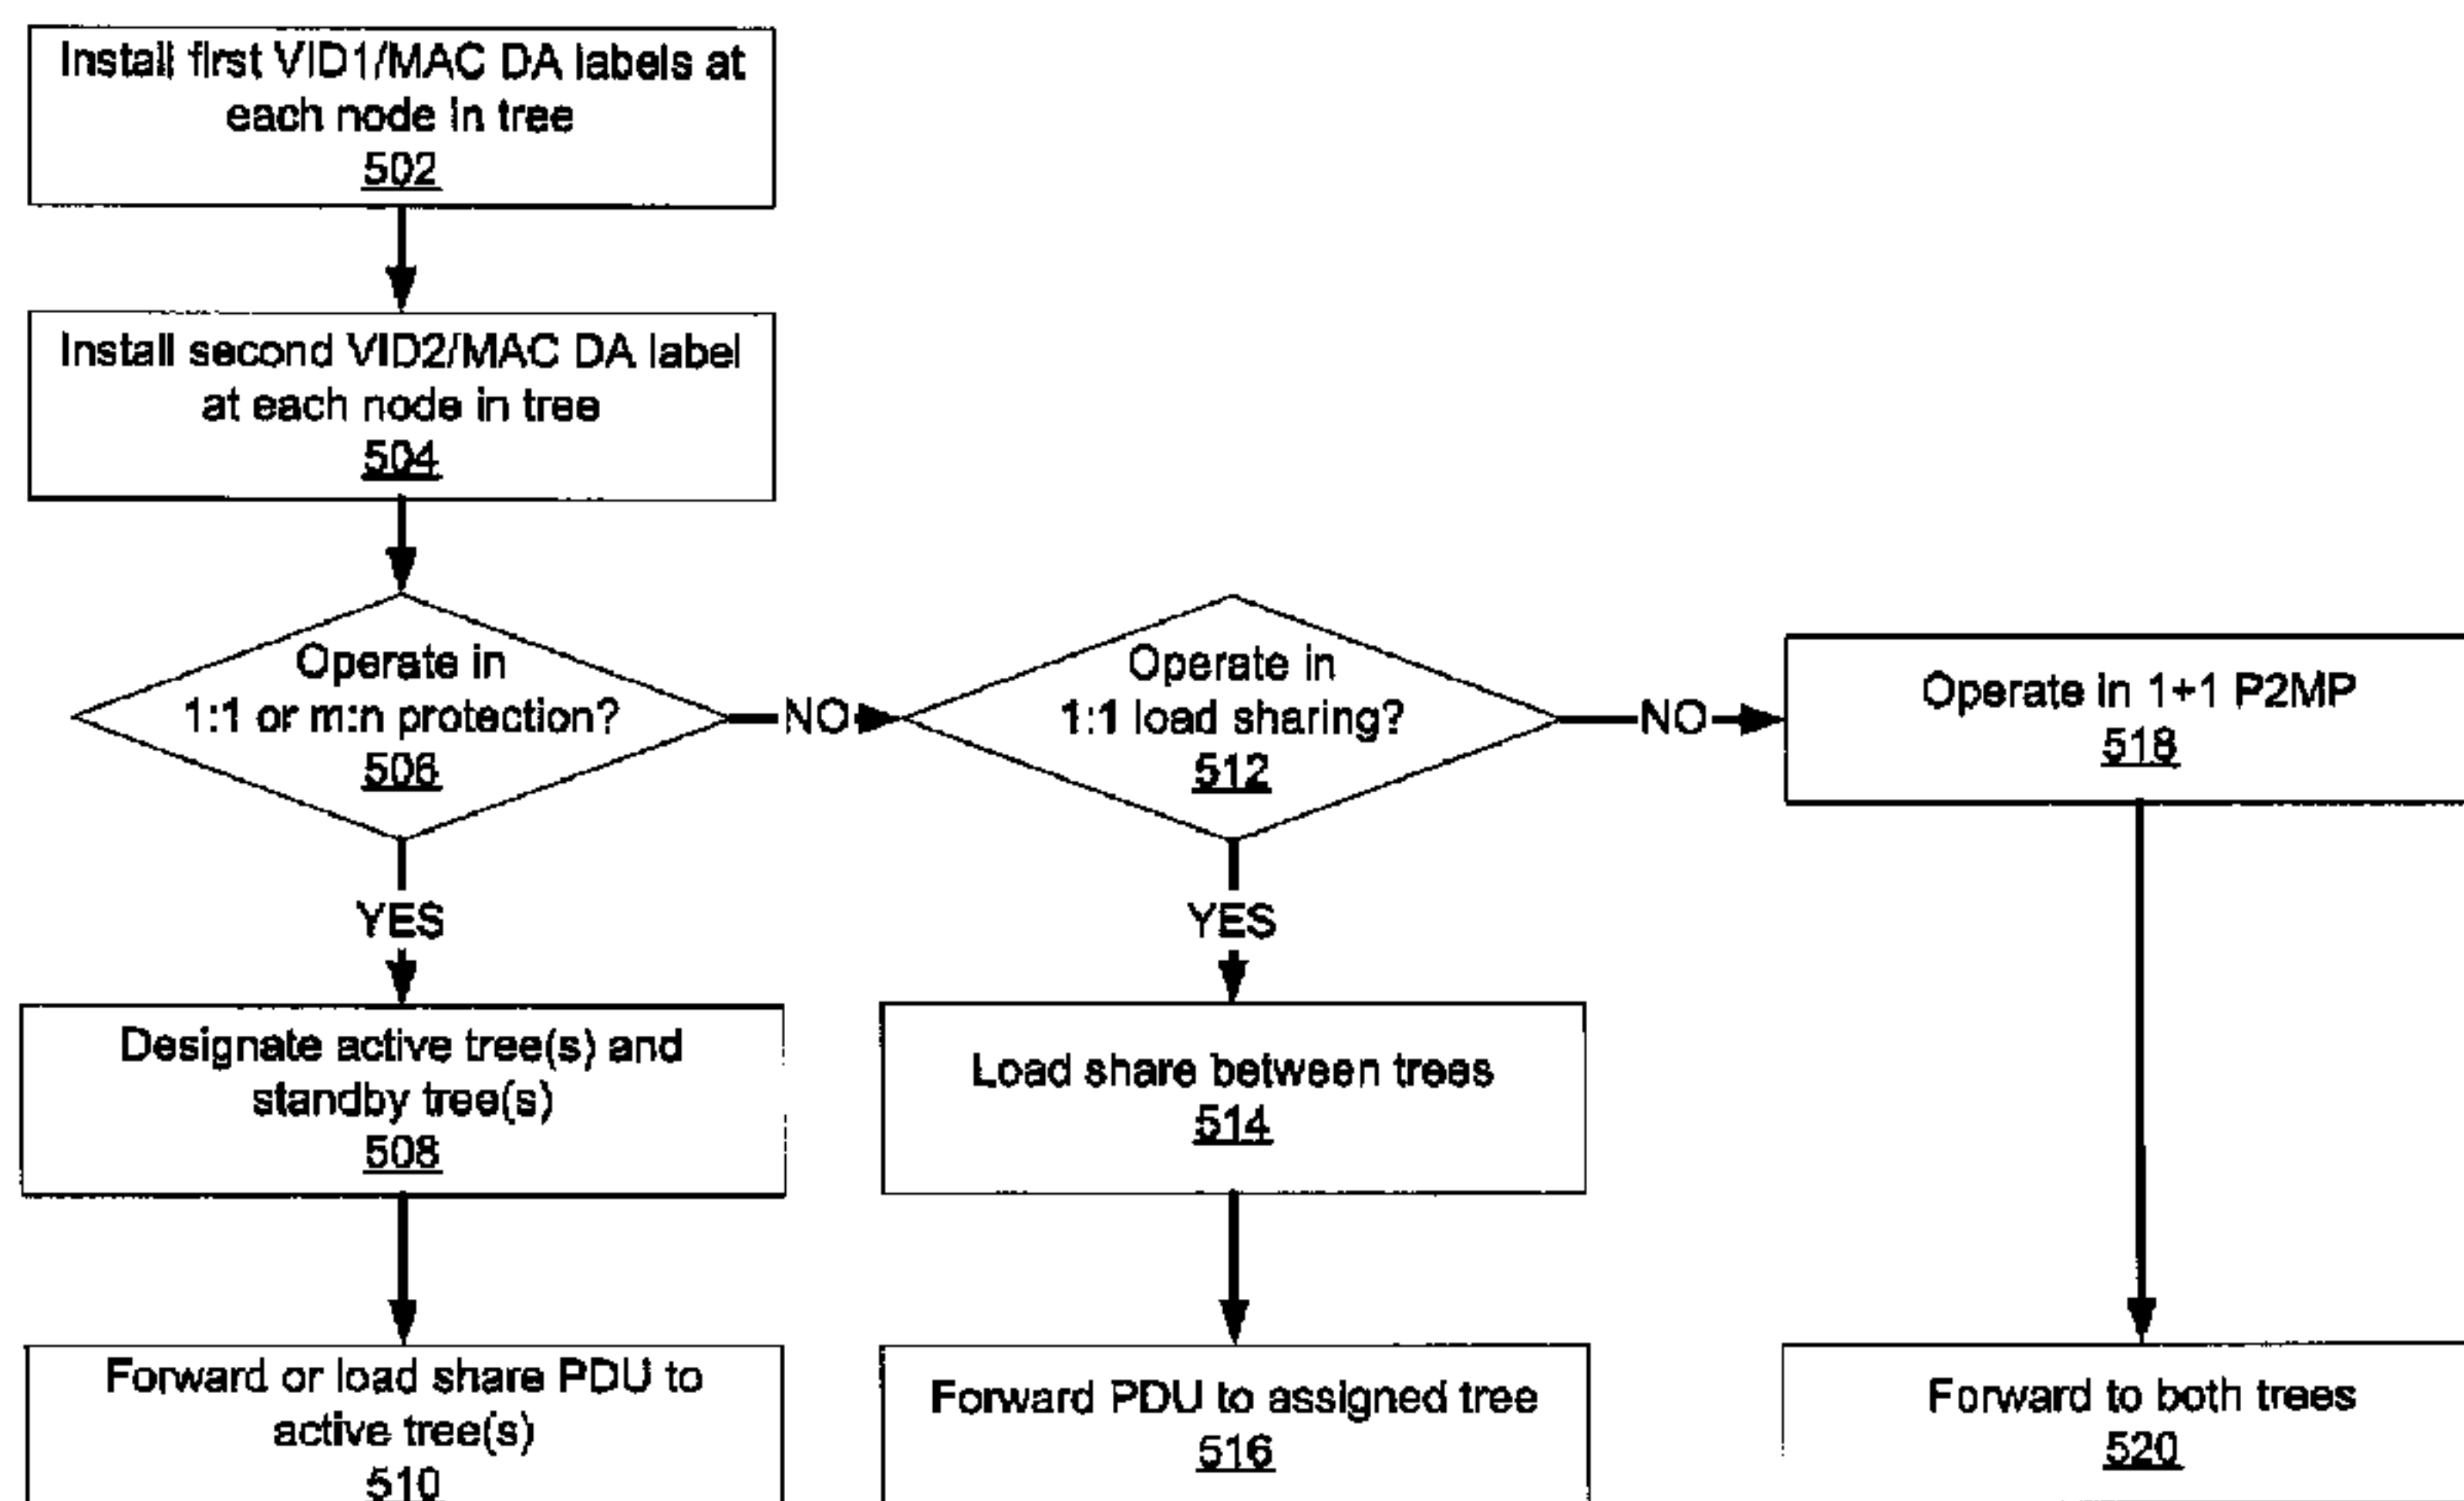 Install first VID1/MAC DA labels at
each node in tree
502
Install second VID2/MAC DA label
at each node in tree
504
Operate in
1:1 or m:n protection?
506
NO
Operate in
1:1 load sharing?
512
NO
Operate in 1+1 P2MP
518
YES
YES
Designate active tree(s) and
standby tree(s)
508
Load share between trees
514
Forward or load share PDU to
active tree(s)
510
Forward PDU to assigned tree
516
Forward to both trees
520